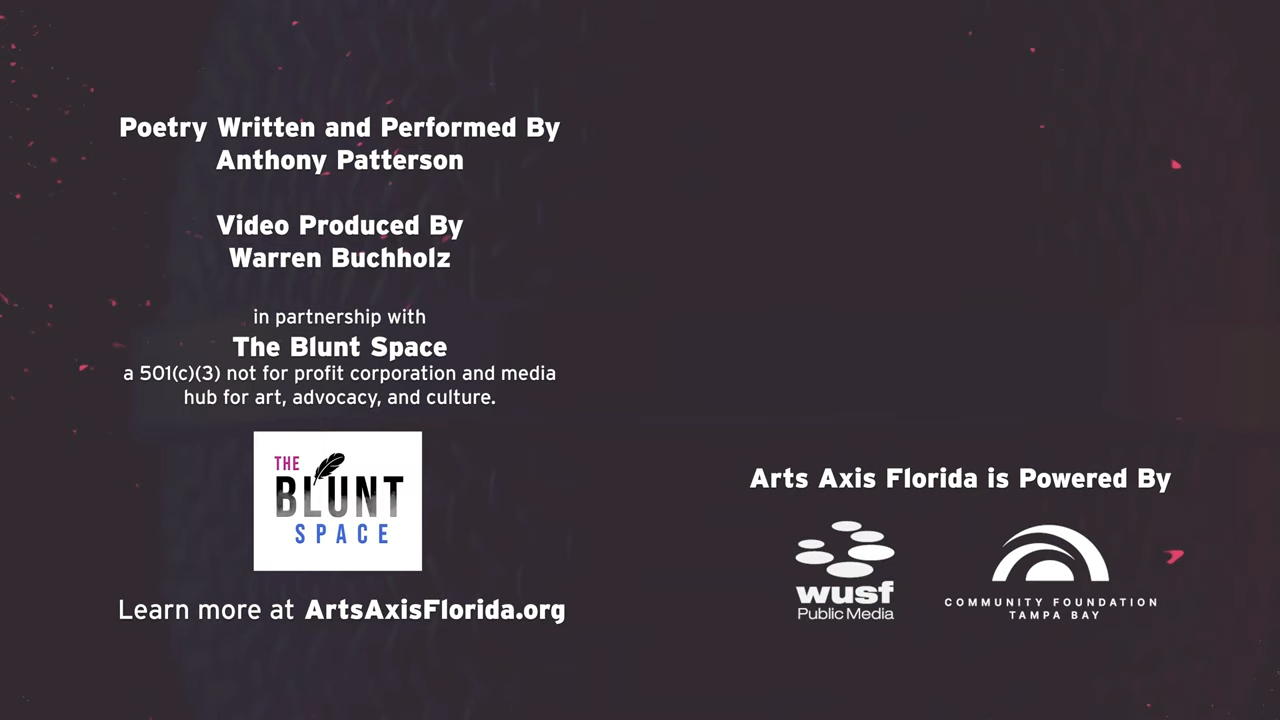 Poetry Written and Performed By
Anthony Patterson
Video Produced By
Warren Buchholz
in partnership with
The Blunt Space
a 501(c)(3) not for profit corporation and media
hub for art, advocacy, and culture.
THE
BLUNT
SPACE
Learn more at ArtsAxisFlorida.org
Arts Axis Florida is Powered By
wusf
Public Media
COMMUNITY FOUNDATION
TAMPA BAY